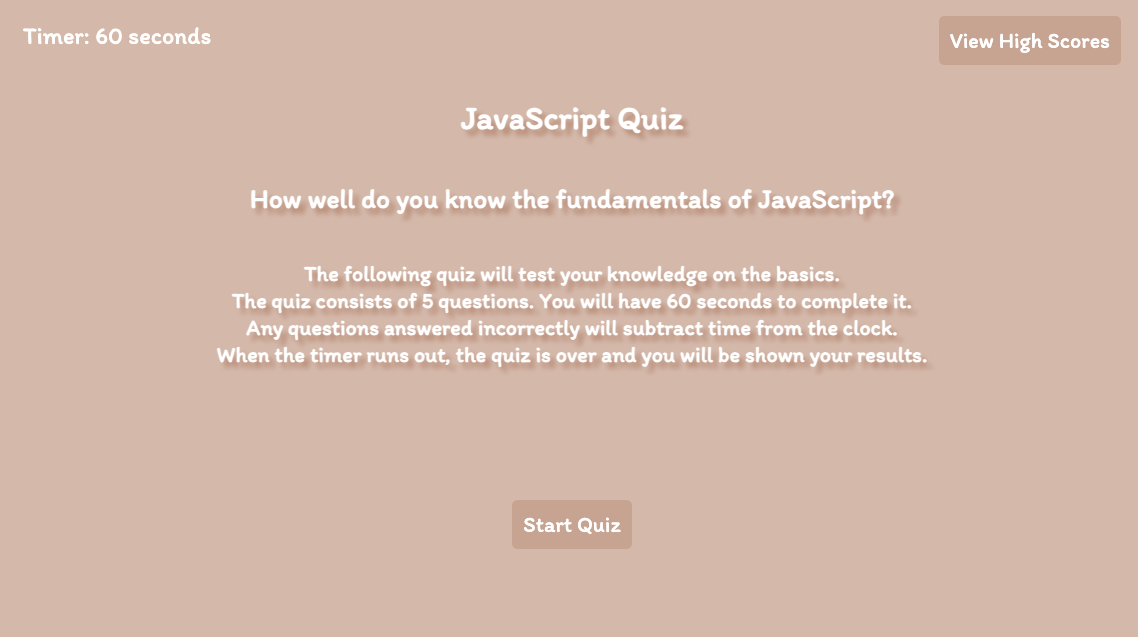 Timer: 60 seconds
View High Scores
JavaScript Quiz
How well do you know the fundamentals of JavaScript?
The following quiz will test your knowledge on the basics.
The quiz consists of 5 questions. You will have 60 seconds to complete it.
Any questions answered incorrectly will subtract time from the clock.
When the timer runs out, the quiz is over and you will be shown your results.
Start Quiz